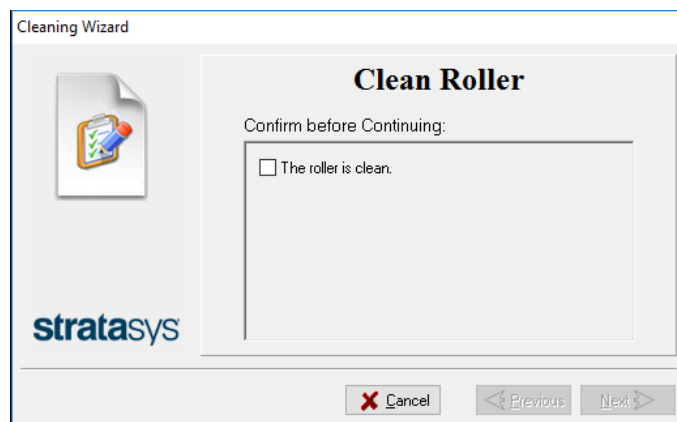 Cleaning Wizard
Clean Roller
Confirm before Continuing:
The roller is clean.
stratasys
Cancel
Previous
Next